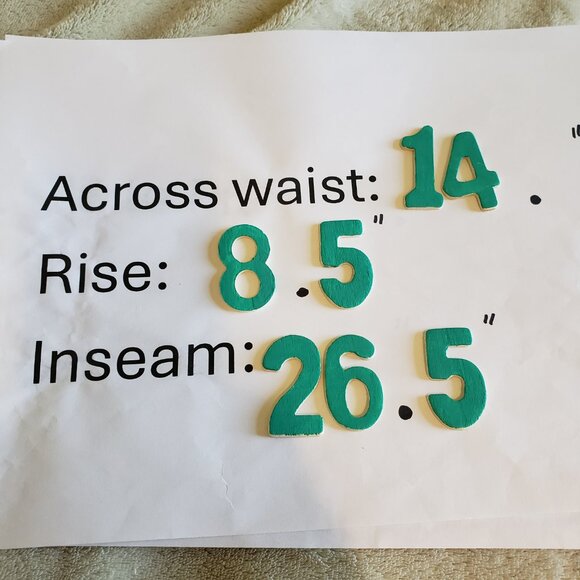 Across waist: 14 . "
Rise: 8.5"
Inseam: 26.5"